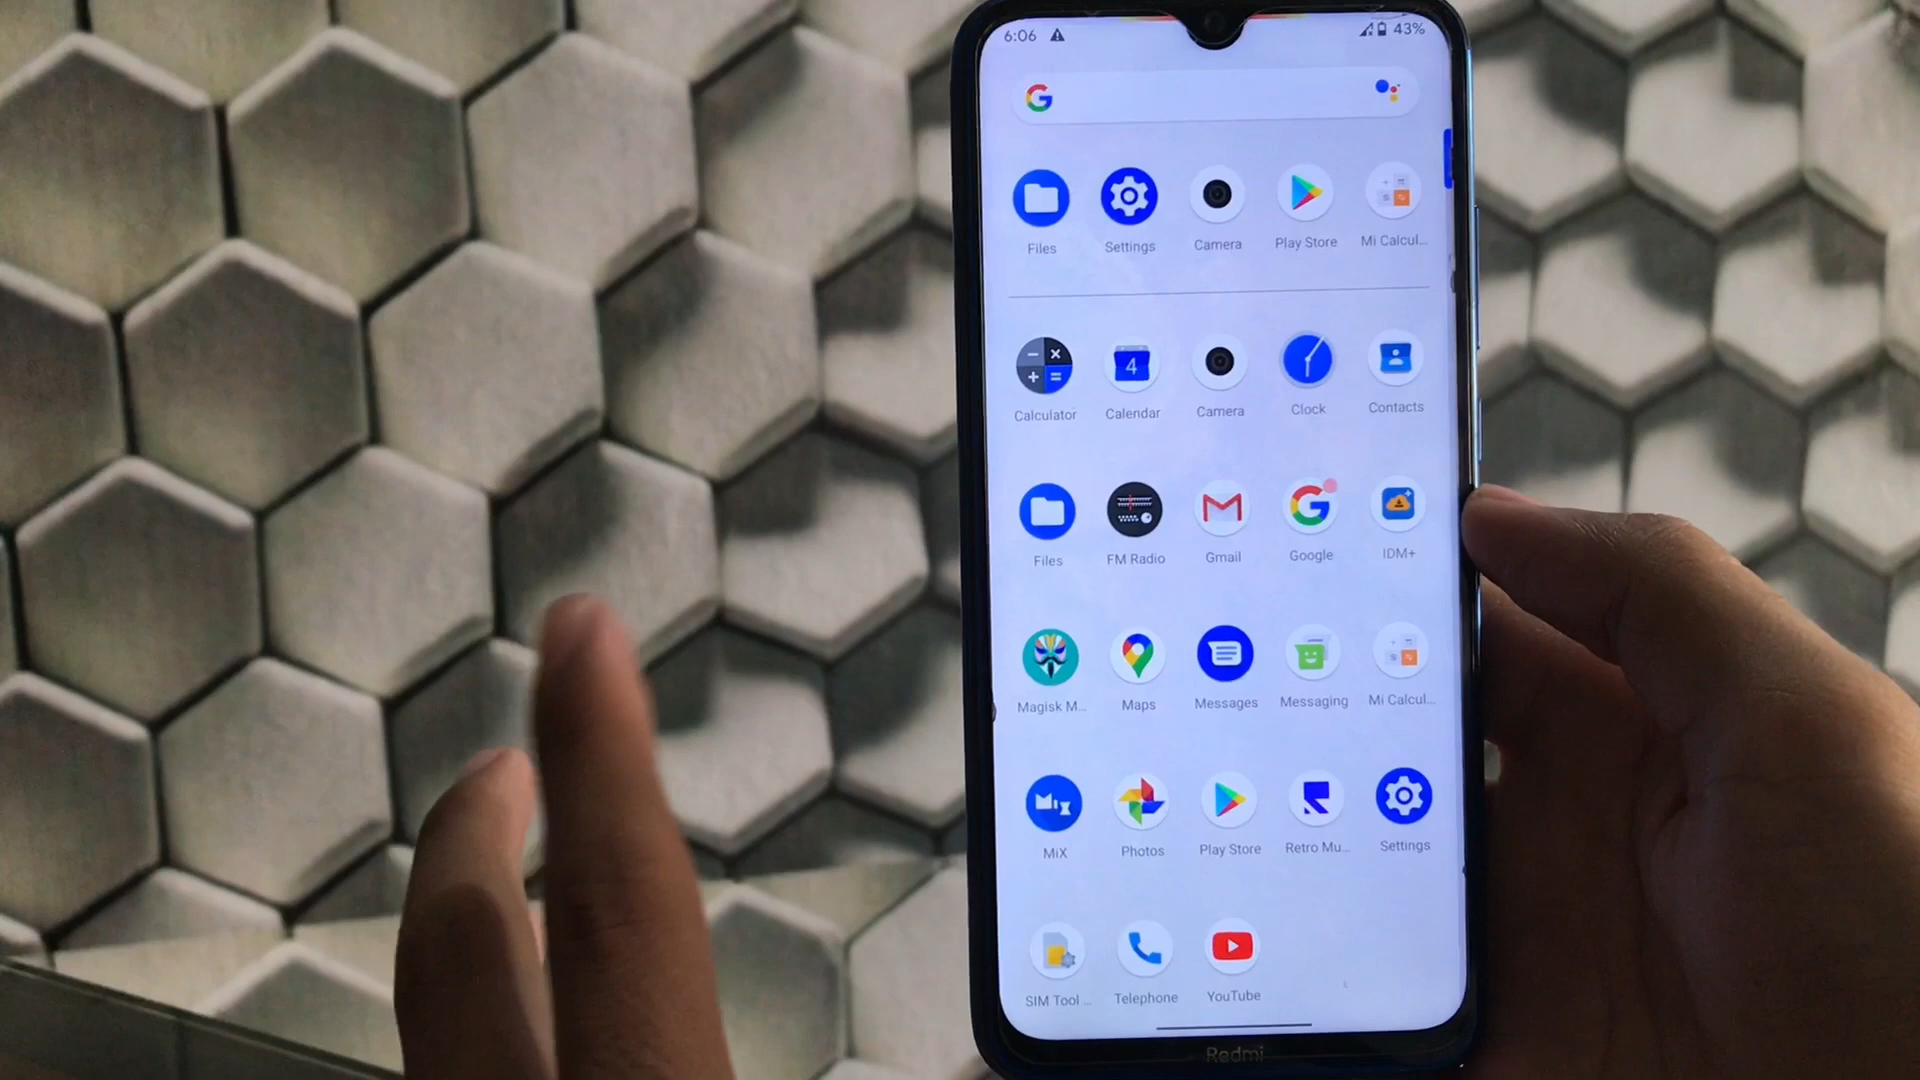 6:06 43%
G
Files Settings Camera Play Store Mi Calcul...
4
Calculator Calendar Camera Clock Contacts
Files FM Radio Gmail Google IDM+
Magisk M... Maps Messages Messaging Mi Calcul...
MiX
MiX Photos Play Store Retro Mu... Settings
SIM Tool ... Telephone YouTube
Redmi